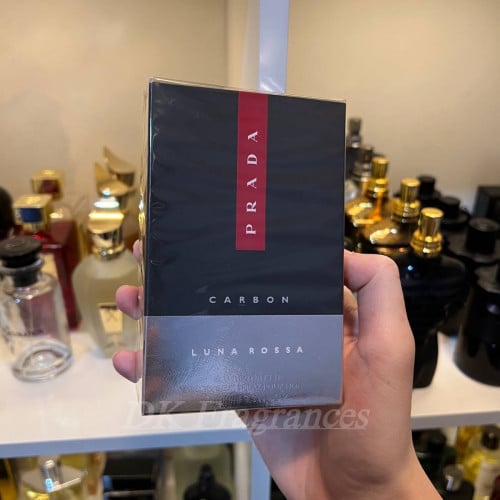 PRADA
CARBON
LUNA ROSSA
DK Fragrances